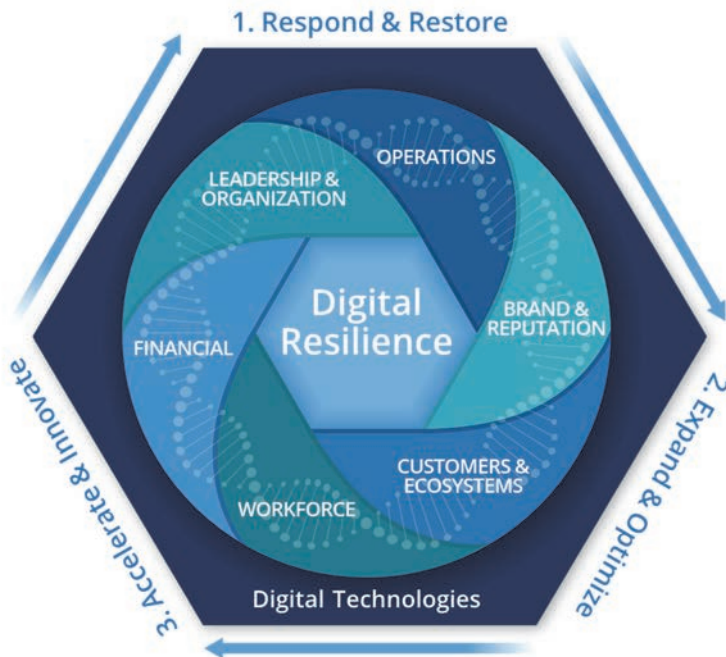 1. Respond & Restore
OPERATIONS
LEADERSHIP &
ORGANIZATION
Digital
Resilience
BRAND &
REPUTATION
FINANCIAL
CUSTOMERS &
ECOSYSTEMS
WORKFORCE
Digital Technologies
2. Expand & Optimize
3. Accelerate & Innovate